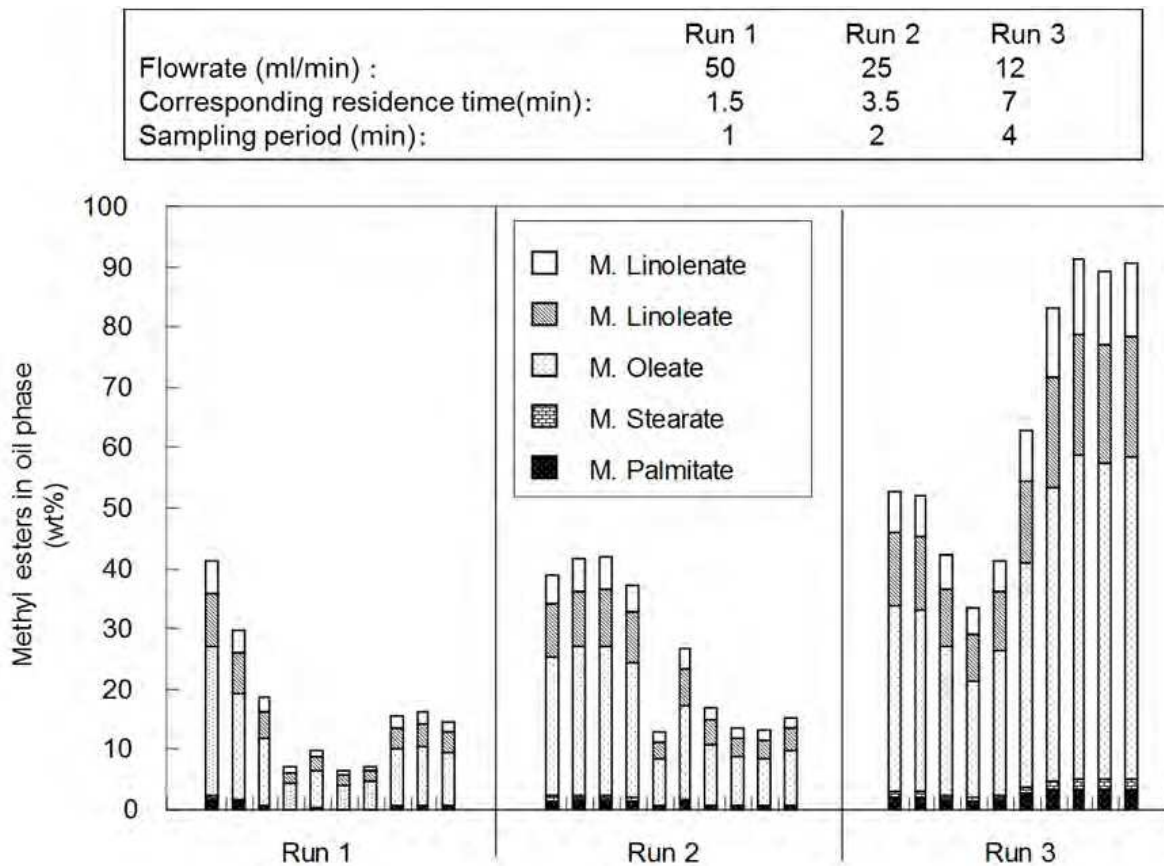 Run 1 Run 2 Run 3
Flowrate (ml/min) : 50 25 12
Corresponding residence time(min): 1.5 3.5 7
Sampling period (min): 1 2 4
100
90
80
70
60
50
40
30
20
10
0
Methyl esters in oil phase
(wt%)
M. Linolenate
M. Linoleate
M. Oleate
M. Stearate
M. Palmitate
Run 1 Run 2 Run 3